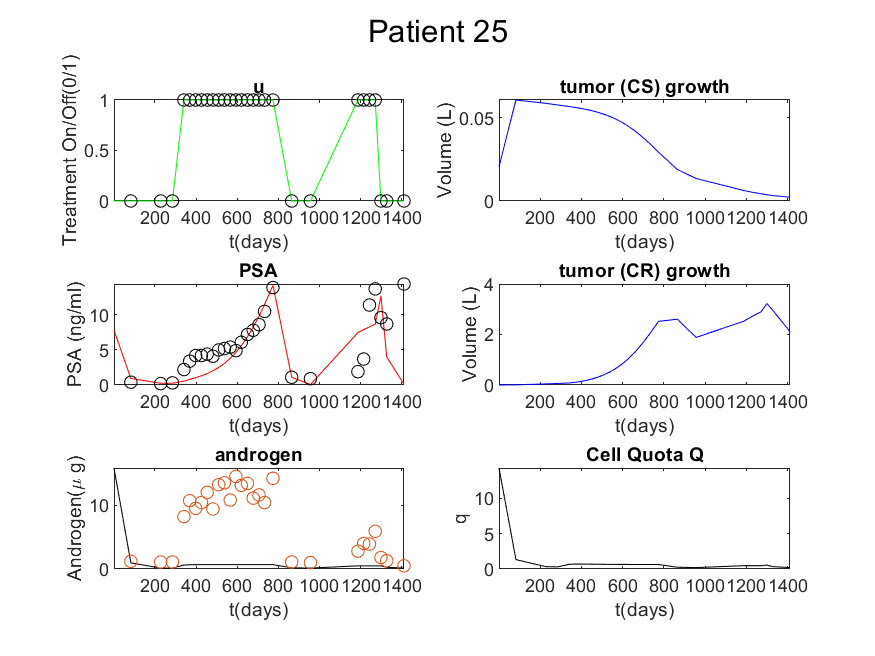 Patient 25
u
Treatment On/Off(0/1)
1
0.5
0
200 400 600 800 1000 1200 1400
t(days)
tumor (CS) growth
Volume (L)
0.05
0
200 400 600 800 1000 1200 1400
t(days)
PSA
PSA (ng/ml)
10
5
0
200 400 600 800 1000 1200 1400
t(days)
tumor (CR) growth
Volume (L)
4
2
0
200 400 600 800 1000 1200 1400
t(days)
androgen
Androgen(μ g)
10
0
200 400 600 800 1000 1200 1400
t(days)
Cell Quota Q
q
10
5
0
200 400 600 800 1000 1200 1400
t(days)